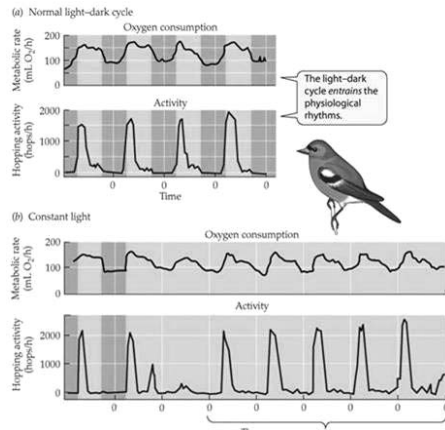 (a) Normal light–dark cycle
Oxygen consumption
Metabolic rate
(mL O2/h)
200
100
0
The light–dark
cycle entrains the
physiological
rhythms.
Activity
Hopping activity
(hops/h)
2000
1000
0
0 0 0 0
Time
(b) Constant light
Oxygen consumption
Metabolic rate
(mL O2/h)
200
100
0
Activity
Hopping activity
(hops/h)
2000
1000
0
0 0 0 0 0 0 0